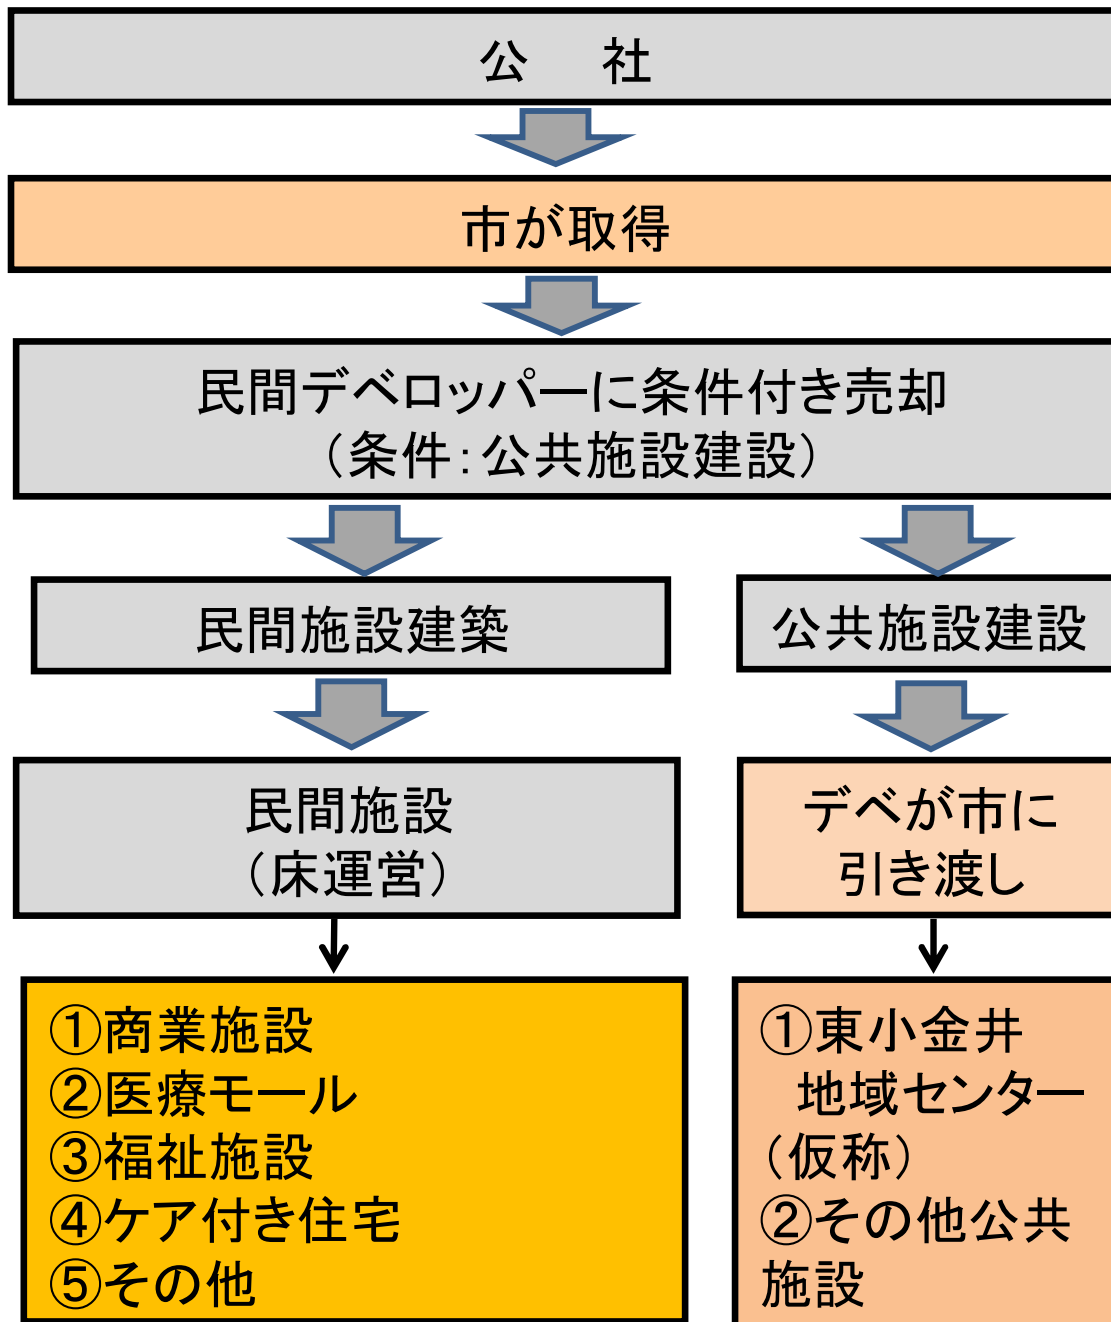 公 社
市が取得
民間デベロッパーに条件付き売却
（条件：公共施設建設）
民間施設建築
公共施設建設
民間施設
（床運営）
デベが市に
引き渡し
①商業施設
②医療モール
③福祉施設
④ケア付き住宅
⑤その他
①東小金井
地域センター
（仮称）
②その他公共
施設